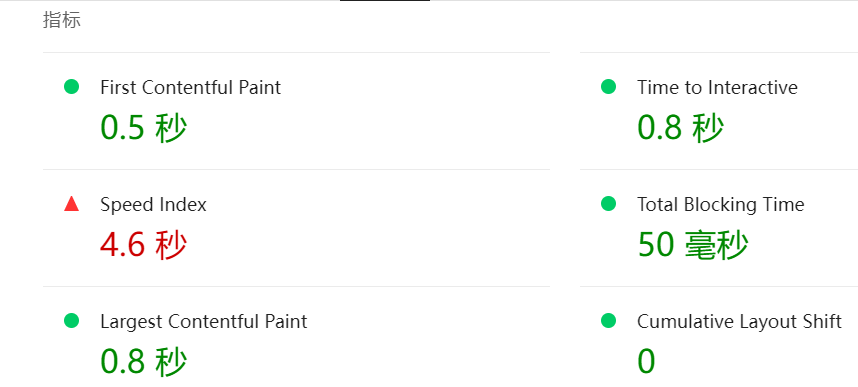 指标
First Contentful Paint
0.5 秒
Time to Interactive
0.8 秒
Speed Index
4.6 秒
Total Blocking Time
50 毫秒
Largest Contentful Paint
0.8 秒
Cumulative Layout Shift
0